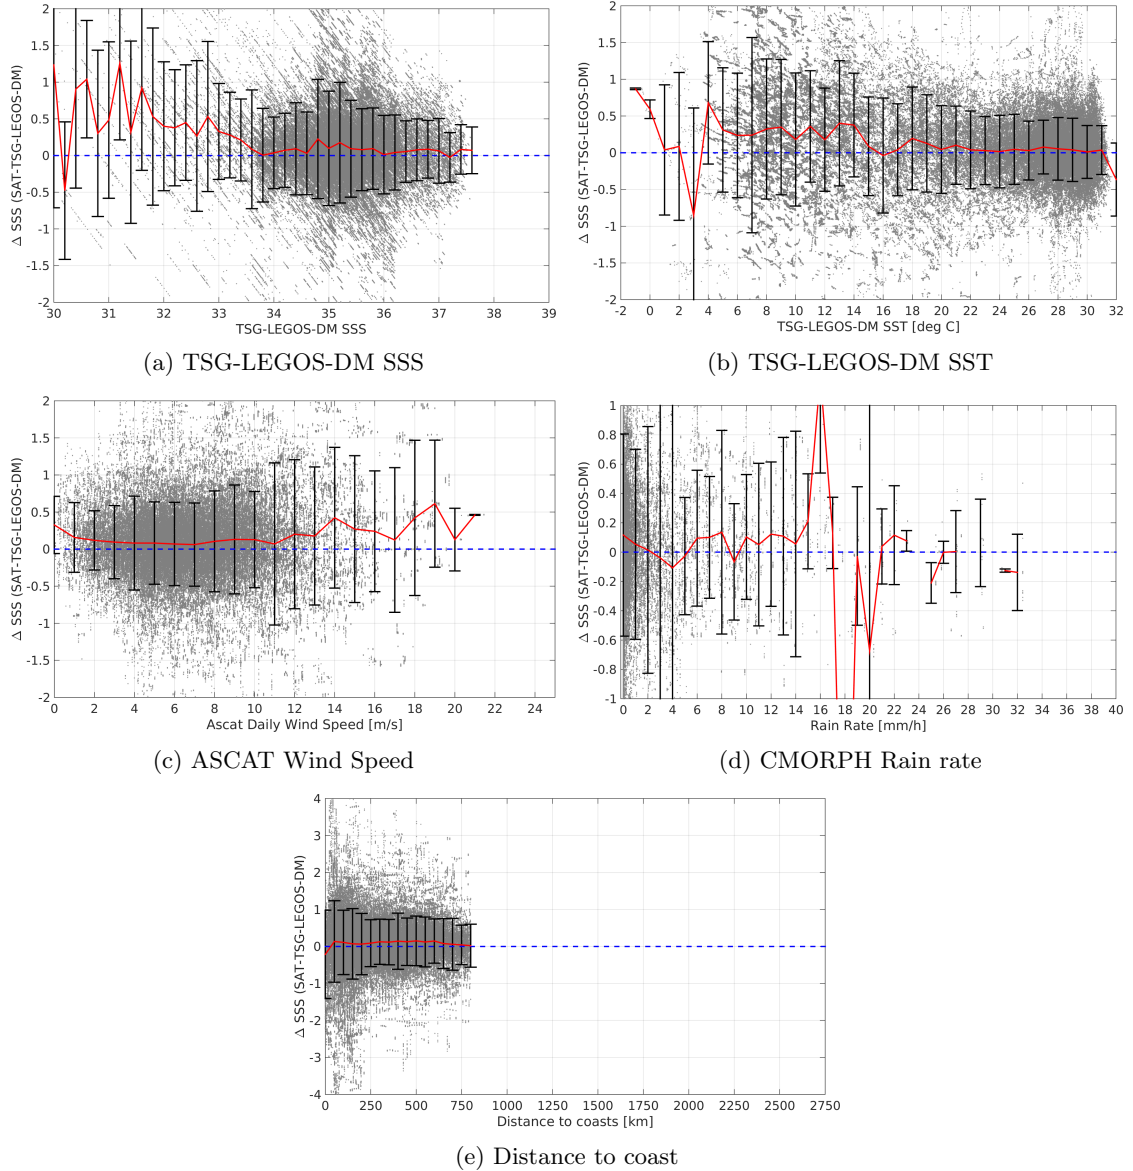 2
1.5
1
0.5
0
-0.5
-1
-1.5
-2
Δ SSS (SAT-TSG-LEGOS-DM)
30 31 32 33 34 35 36 37 38 39
TSG-LEGOS-DM SSS
(a) TSG-LEGOS-DM SSS
2
1.5
1
0.5
0
-0.5
-1
-1.5
-2
Δ SSS (SAT-TSG-LEGOS-DM)
-2 0 2 4 6 8 10 12 14 16 18 20 22 24 26 28 30 32
TSG-LEGOS-DM SST [deg C]
(b) TSG-LEGOS-DM SST
2
1.5
1
0.5
0
-0.5
-1
-1.5
-2
Δ SSS (SAT-TSG-LEGOS-DM)
0 2 4 6 8 10 12 14 16 18 20 22 24
Ascat Daily Wind Speed [m/s]
(c) ASCAT Wind Speed
1
0.8
0.6
0.4
0.2
0
-0.2
-0.4
-0.6
-0.8
-1
Δ SSS (SAT-TSG-LEGOS-DM)
0 2 4 6 8 10 12 14 16 18 20 22 24 26 28 30 32 34 36 38 40
Rain Rate [mm/h]
(d) CMORPH Rain rate
4
3
2
1
0
-1
-2
-3
-4
Δ SSS (SAT-TSG-LEGOS-DM)
0 250 500 750 1000 1250 1500 1750 2000 2250 2500 2750
Distance to coasts [km]
(e) Distance to coast